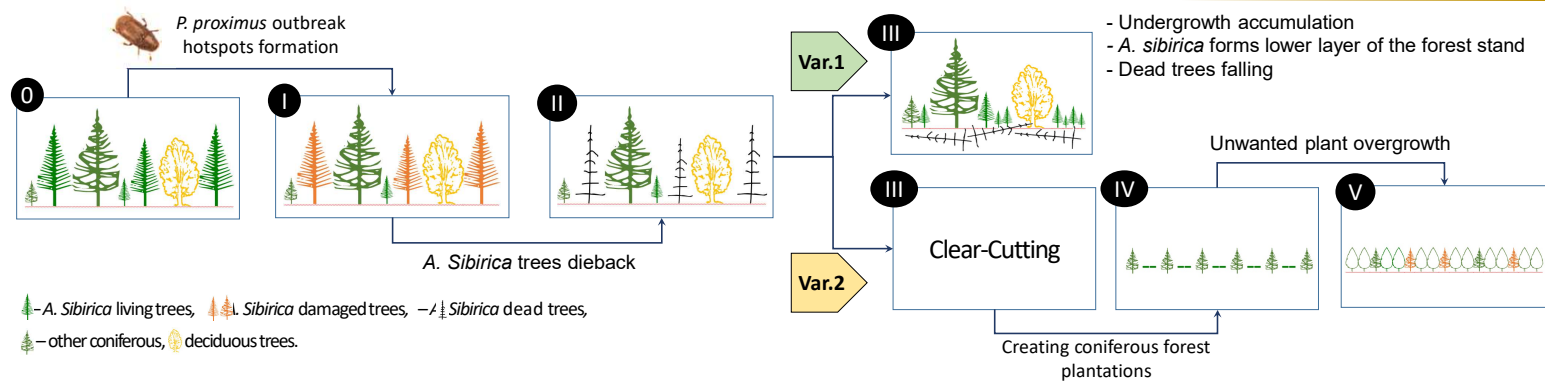 P. proximus outbreak
hotspots formation
0
I
II
A. Sibirica trees dieback
Var.1
III
- Undergrowth accumulation
- A. sibirica forms lower layer of the forest stand
- Dead trees falling
Var.2
III
Clear-Cutting
IV
Unwanted plant overgrowth
V
Creating coniferous forest
plantations
–A. Sibirica living trees, . Sibirica damaged trees, –A Sibirica dead trees,
– other coniferous, deciduous trees.